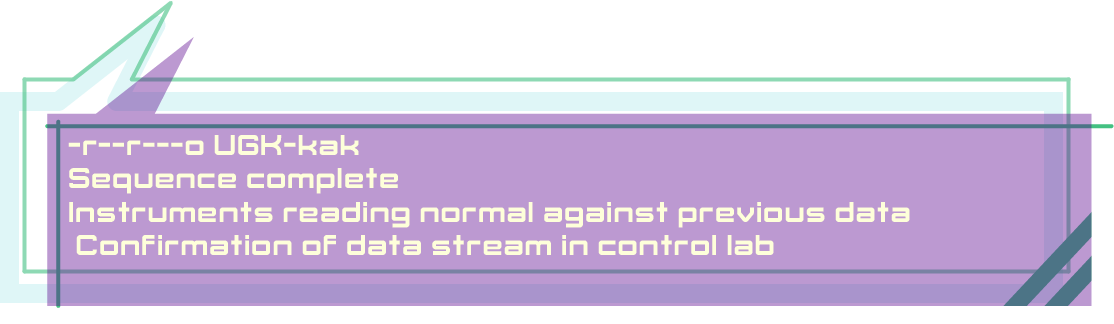 -r--r---o UGK-kak
Sequence complete
Instruments reading normal against previous data
Confirmation of data stream in control lab